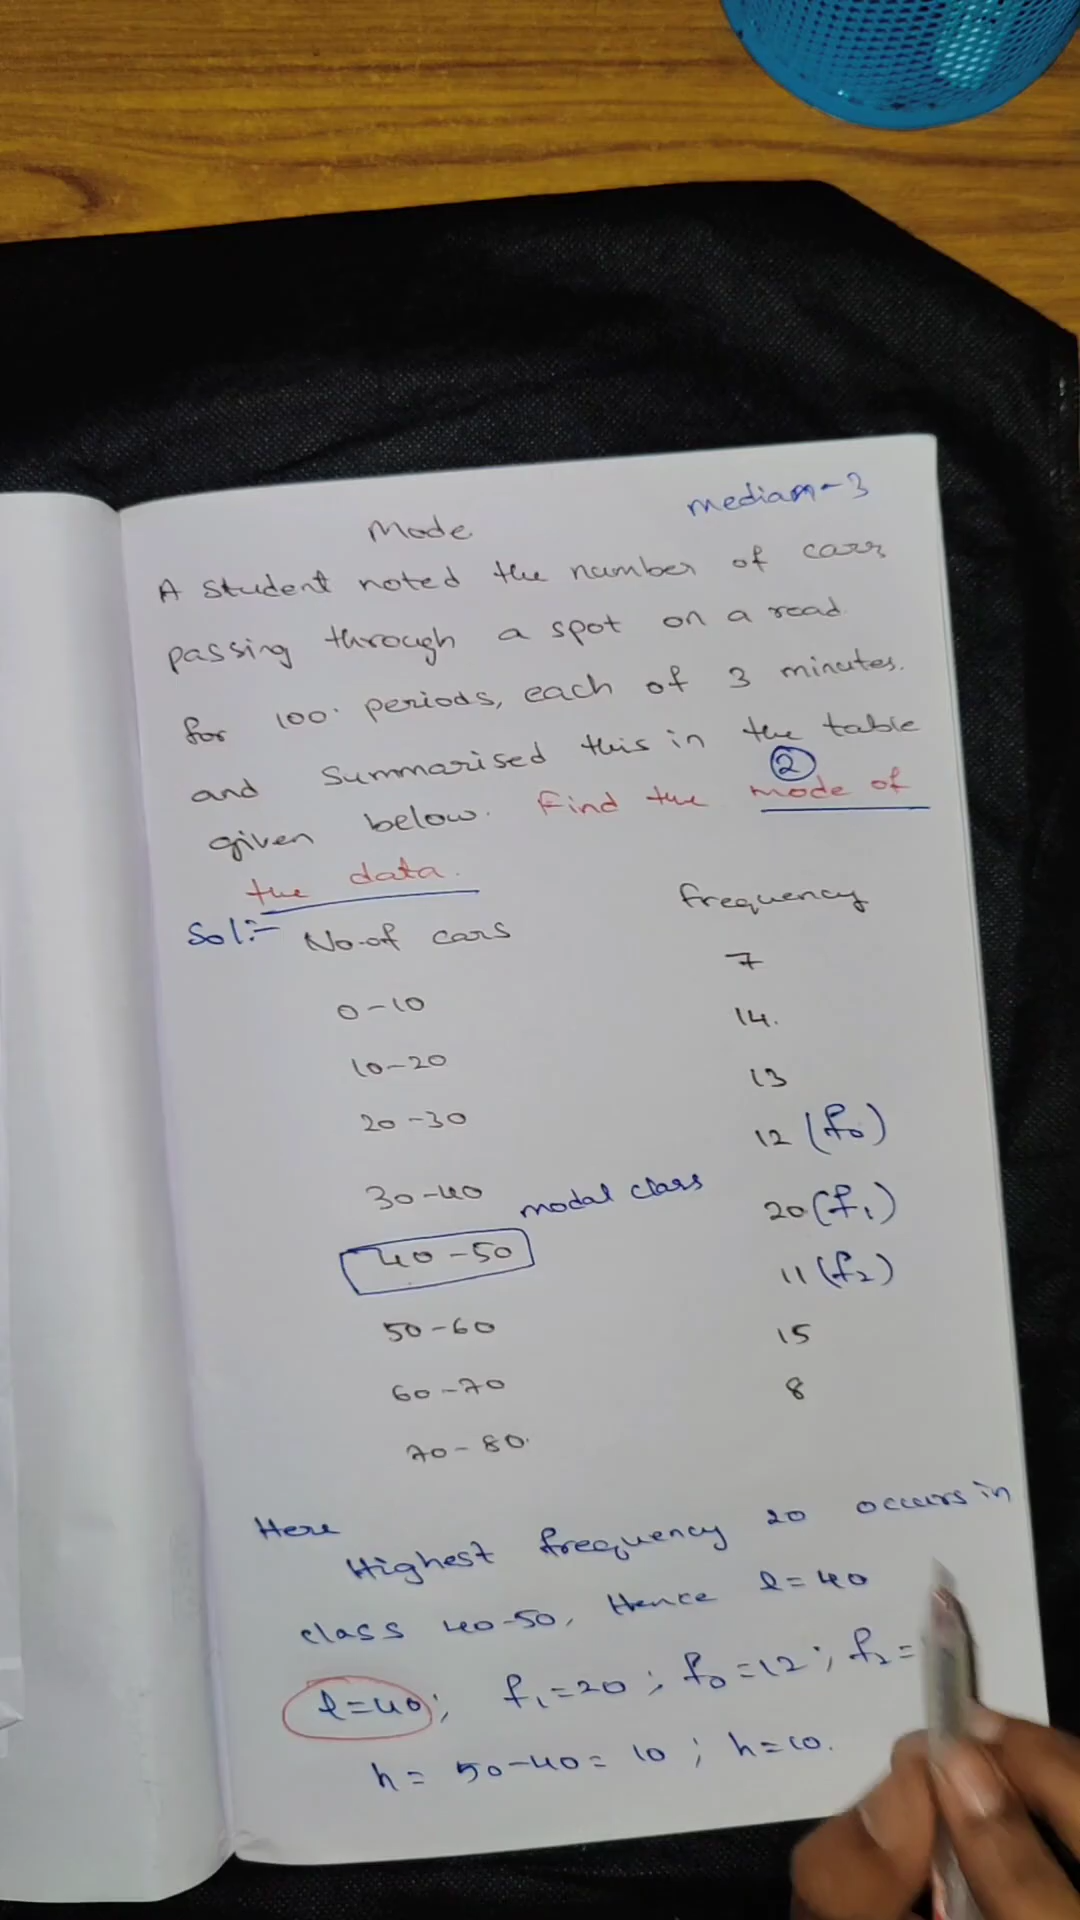 Mode
median-3
A student noted the number of cars
passing through a spot on a road
for 100 periods, each of 3 minutes.
and summarised this in the table
②
given below. Find the mode of
the data.
Sol:- No.of cars frequency
0-10 7
10-20 14.
20-30 13
30-40 12 (f₀)
40-50 modal class 20 (f₁)
50-60 11 (f₂)
60-70 15
70-80. 8
Here
Highest frequency 20 occurs in
class 40-50, Hence l=40
l=40; f₁=20; f₀=12; f₂=
h= 50-40= 10; h=10.